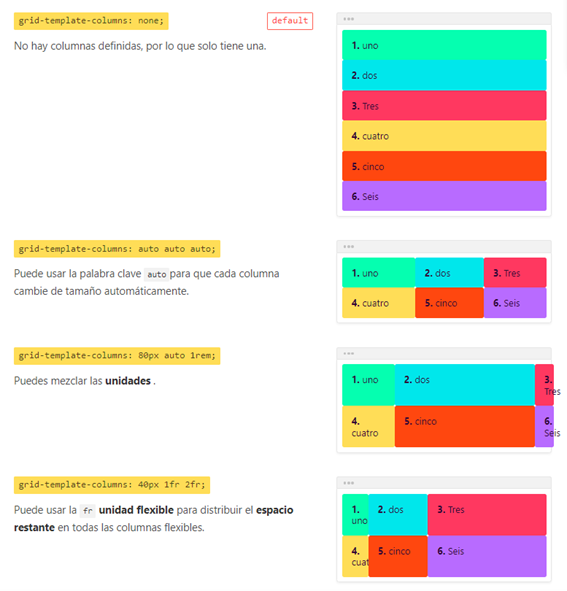 grid-template-columns: none;
default
No hay columnas definidas, por lo que solo tiene una.
1. uno
2. dos
3. Tres
4. cuatro
5. cinco
6. Seis
grid-template-columns: auto auto auto;
Puede usar la palabra clave auto para que cada columna
cambie de tamaño automáticamente.
1. uno
2. dos
3. Tres
4. cuatro
5. cinco
6. Seis
grid-template-columns: 80px auto 1rem;
Puedes mezclar las unidades .
1. uno
2. dos
3.
Tres
4.
cuatro
5. cinco
6.
Seis
grid-template-columns: 40px 1fr 2fr;
Puede usar la fr unidad flexible para distribuir el espacio
restante en todas las columnas flexibles.
1.
uno
2. dos
3. Tres
4.
cuat
5. cinco
6. Seis